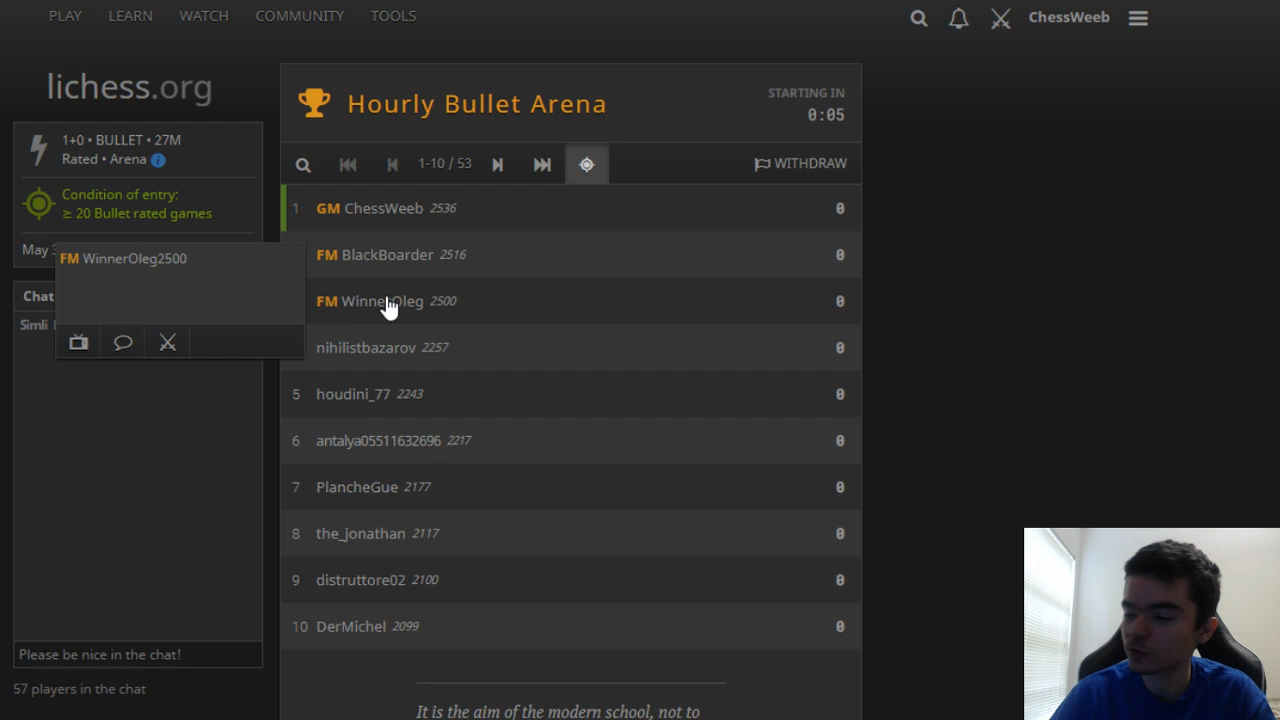 PLAY LEARN WATCH COMMUNITY TOOLS ChessWeeb
lichess.org
1+0 • BULLET • 27M
Rated • Arena
Condition of entry:
≥ 20 Bullet rated games
May
FM WinnerOleg2500
Chat
Simli
Please be nice in the chat!
57 players in the chat
Hourly Bullet Arena
STARTING IN
0:05
1-10 / 53 WITHDRAW
1 GM ChessWeeb 2536 0
FM BlackBoarder 2516 0
FM WinnerOleg 2500 0
nihilistbazarov 2257 0
5 houdini_77 2243 0
6 antalya05511632696 2217 0
7 PlancheGue 2177 0
8 the_jonathan 2117 0
9 distruttore02 2100 0
10 DerMichel 2099 0
It is the aim of the modern school, not to